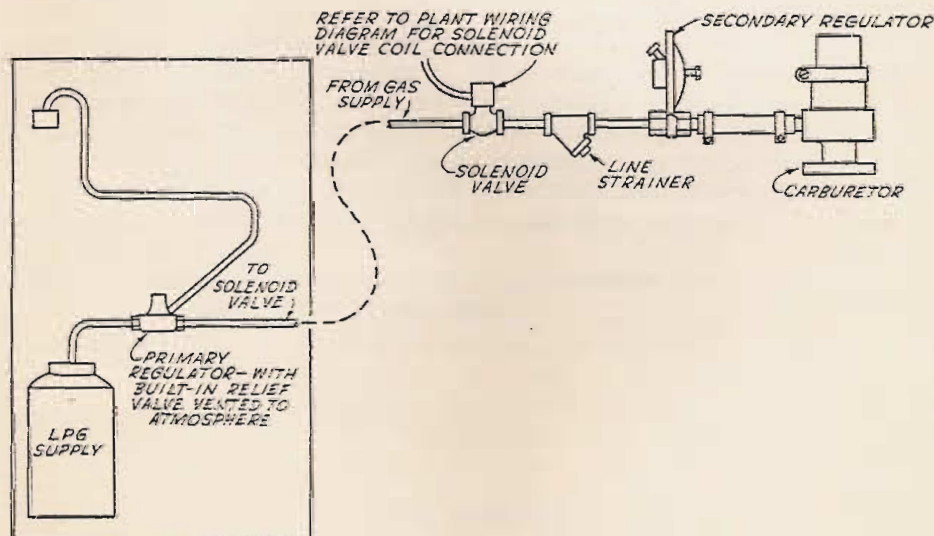 REFER TO PLANT WIRING
DIAGRAM FOR SOLENOID
VALVE COIL CONNECTION
SECONDARY REGULATOR
FROM GAS
SUPPLY
SOLENOID
VALVE
LINE
STRAINER
CARBURETOR
TO
SOLENOID
VALVE
PRIMARY
REGULATOR-WITH
BUILT-IN RELIEF
VALVE VENTED TO
ATMOSPHERE
LPG
SUPPLY